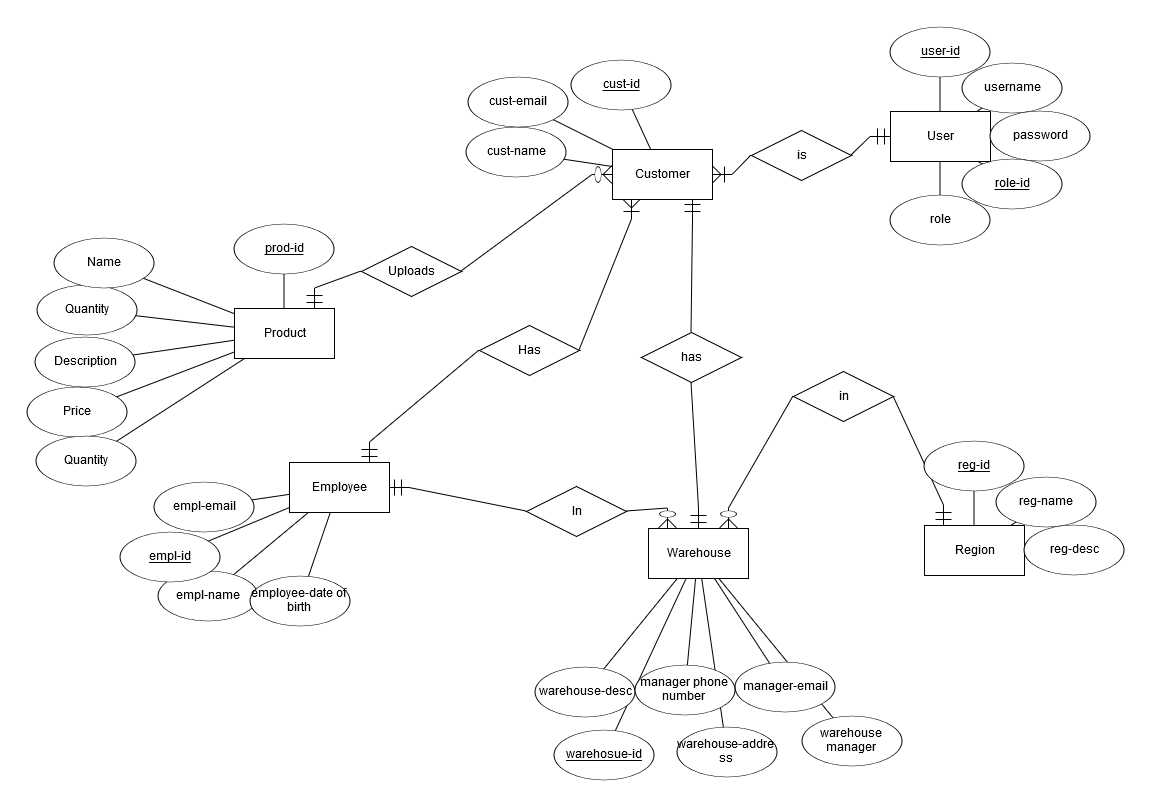 user-id
cust-id
username
cust-email
password
User
cust-name
is
Customer
role-id
role
prod-id
Name
Uploads
Quantity
Product
Has
has
Description
in
Price
Quantity
reg-id
Employee
reg-name
empl-email
In
Warehouse
Region
reg-desc
empl-id
empl-name
employee-date of
birth
warehouse-desc
manager phone
number
manager-email
warehosue-id
warehouse-addre
ss
warehouse
manager